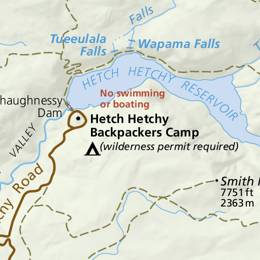 Falls
Tueeulala
Falls
Wapama Falls
HETCH HETCHY RESERVOIR
No swimming
or boating
haughnessy
Dam
Hetch Hetchy
Backpackers Camp
(wilderness permit required)
VALLEY
Smith
7751 ft
2363 m
hy Road